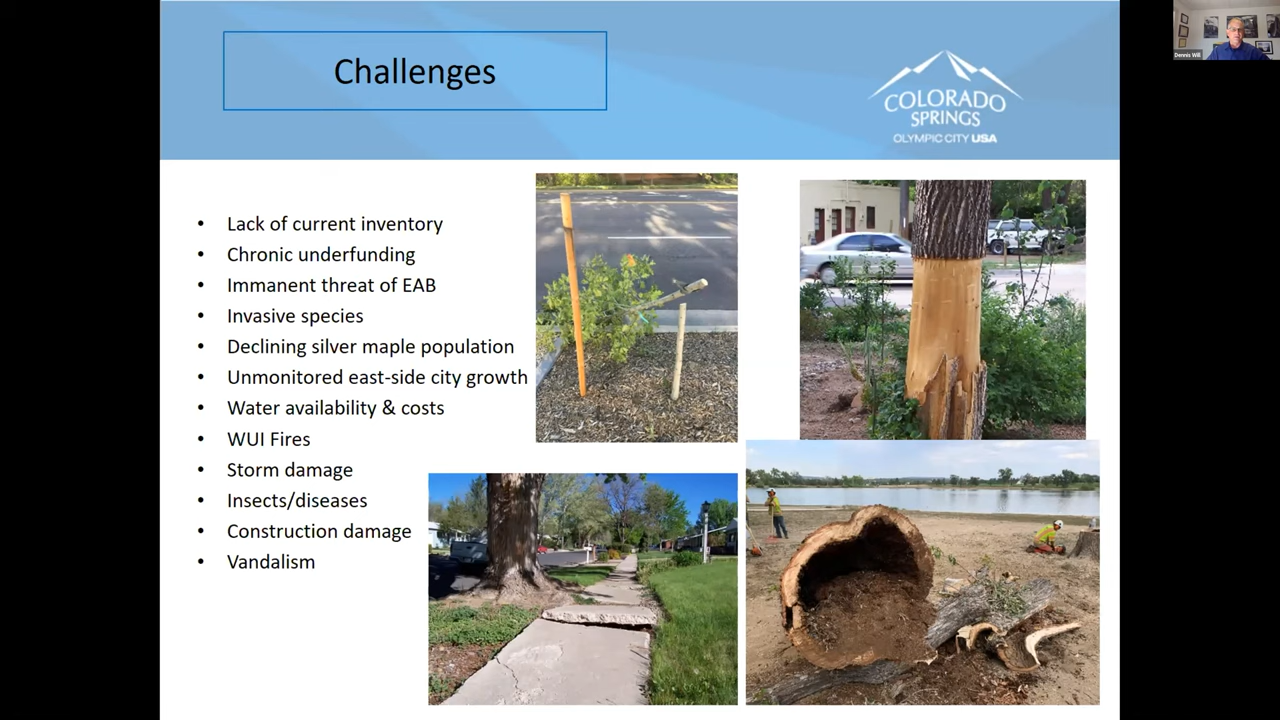 Challenges
COLORADO
SPRINGS
OLYMPIC CITY USA
Dennis Will
• Lack of current inventory
• Chronic underfunding
• Immanent threat of EAB
• Invasive species
• Declining silver maple population
• Unmonitored east-side city growth
• Water availability & costs
• WUI Fires
• Storm damage
• Insects/diseases
• Construction damage
• Vandalism